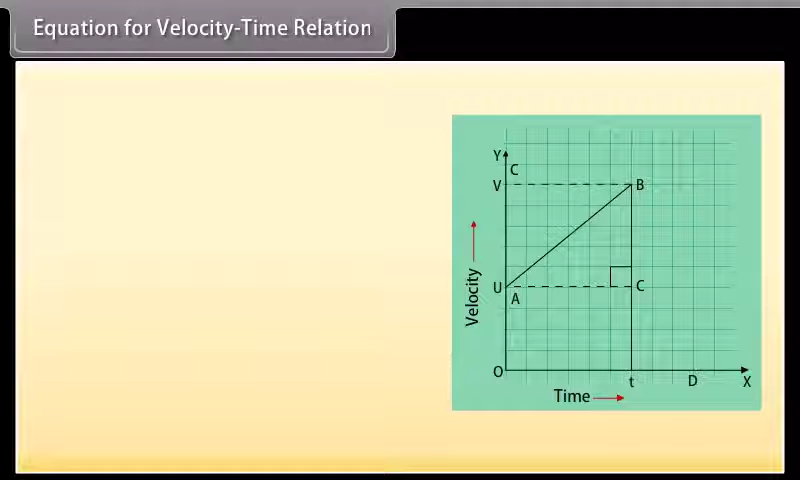 Equation for Velocity-Time Relation
Y
C
V
B
Velocity
U
A
C
O
t
D
X
Time